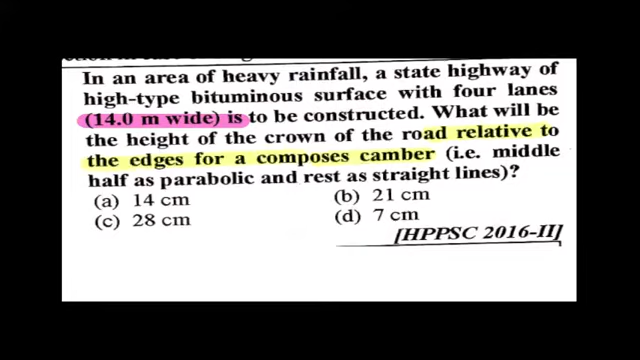 In an area of heavy rainfall, a state highway of
high-type bituminous surface with four lanes
(14.0 m wide) is to be constructed. What will be
the height of the crown of the road relative to
the edges for a composes camber (i.e. middle
half as parabolic and rest as straight lines)?
(a) 14 cm (b) 21 cm
(c) 28 cm (d) 7 cm
[HPPSC 2016-II]